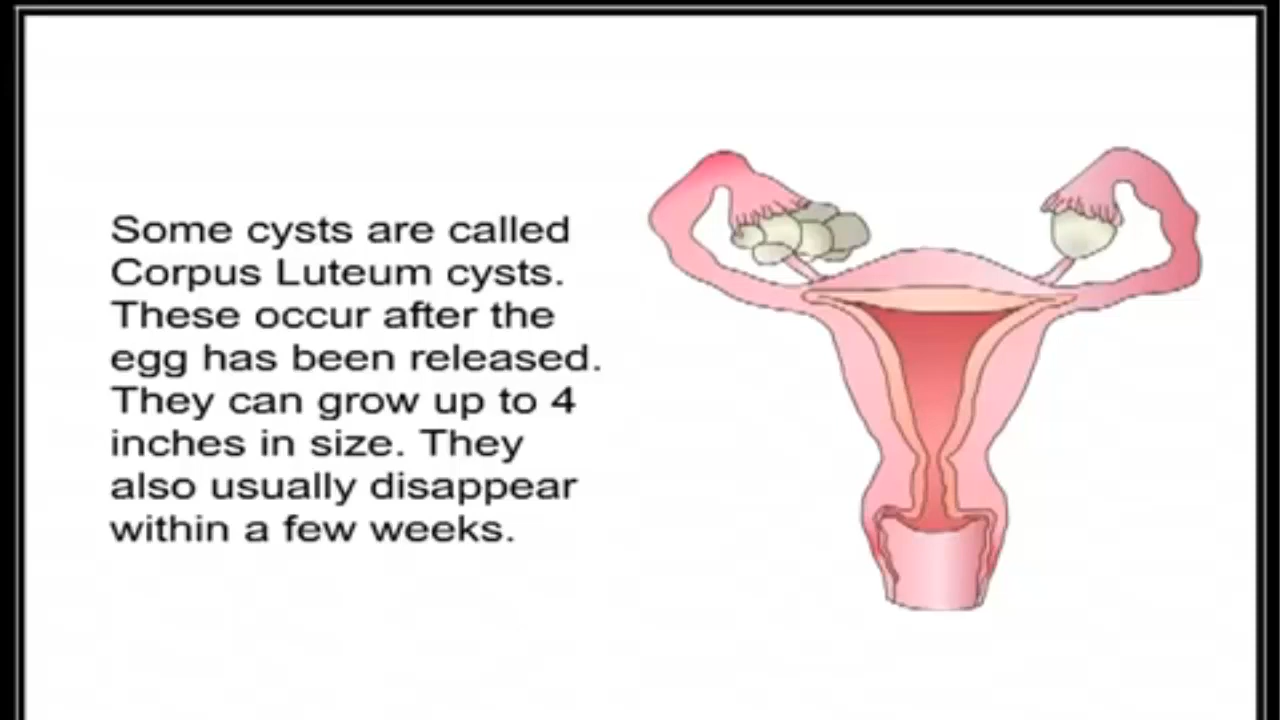 Some cysts are called
Corpus Luteum cysts.
These occur after the
egg has been released.
They can grow up to 4
inches in size. They
also usually disappear
within a few weeks.